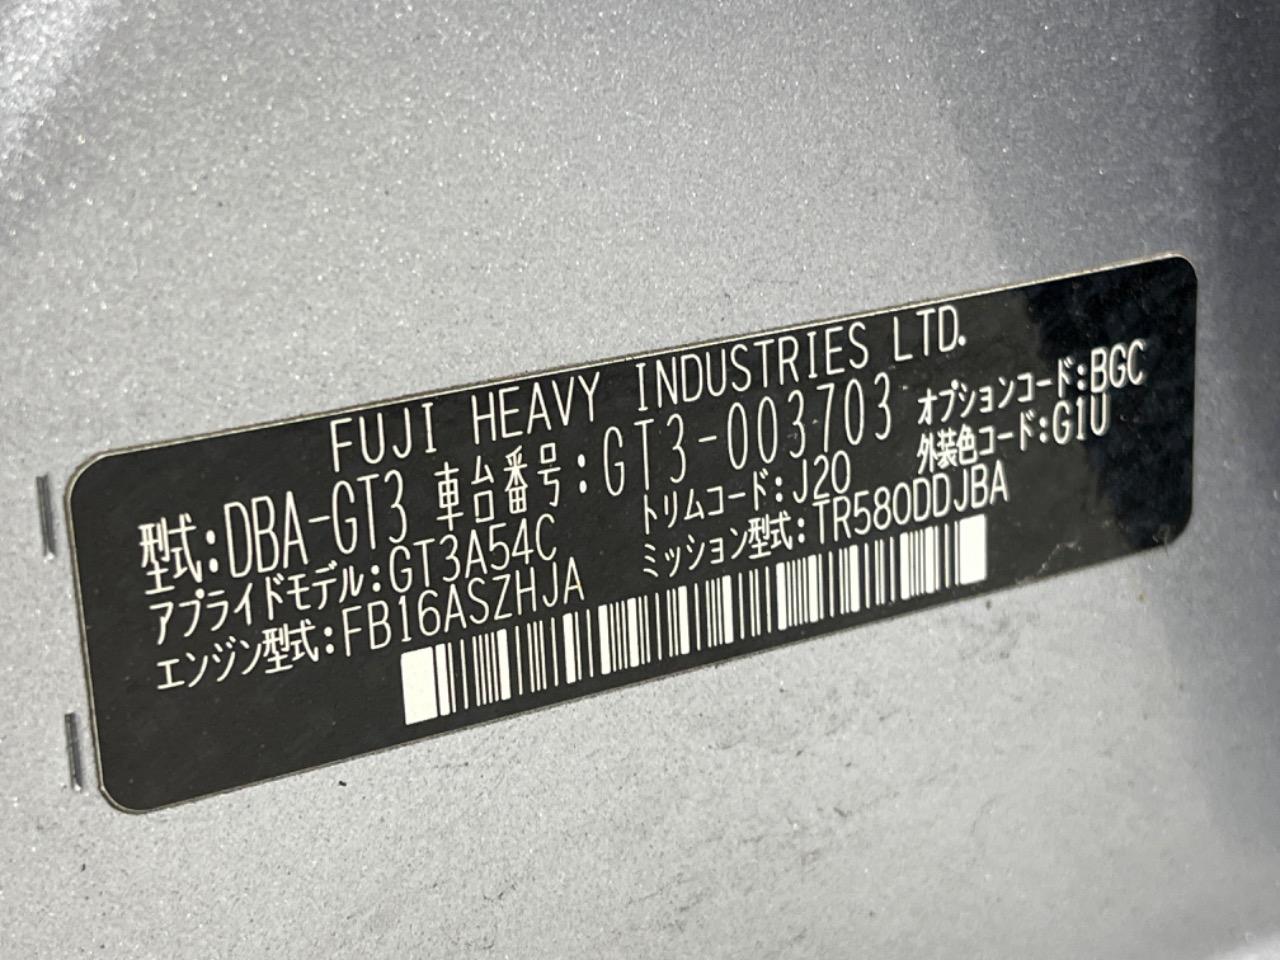 FUJI HEAVY INDUSTRIES LTD.
型式:DBA-GT3 車台番号:GT3-003703 オプションコード:BGC
アプライドモデル:GT3A54C トリムコード:J20 外装色コード:G1U
エンジン型式:FB16ASZHJA ミッション型式:TR580DDJBA